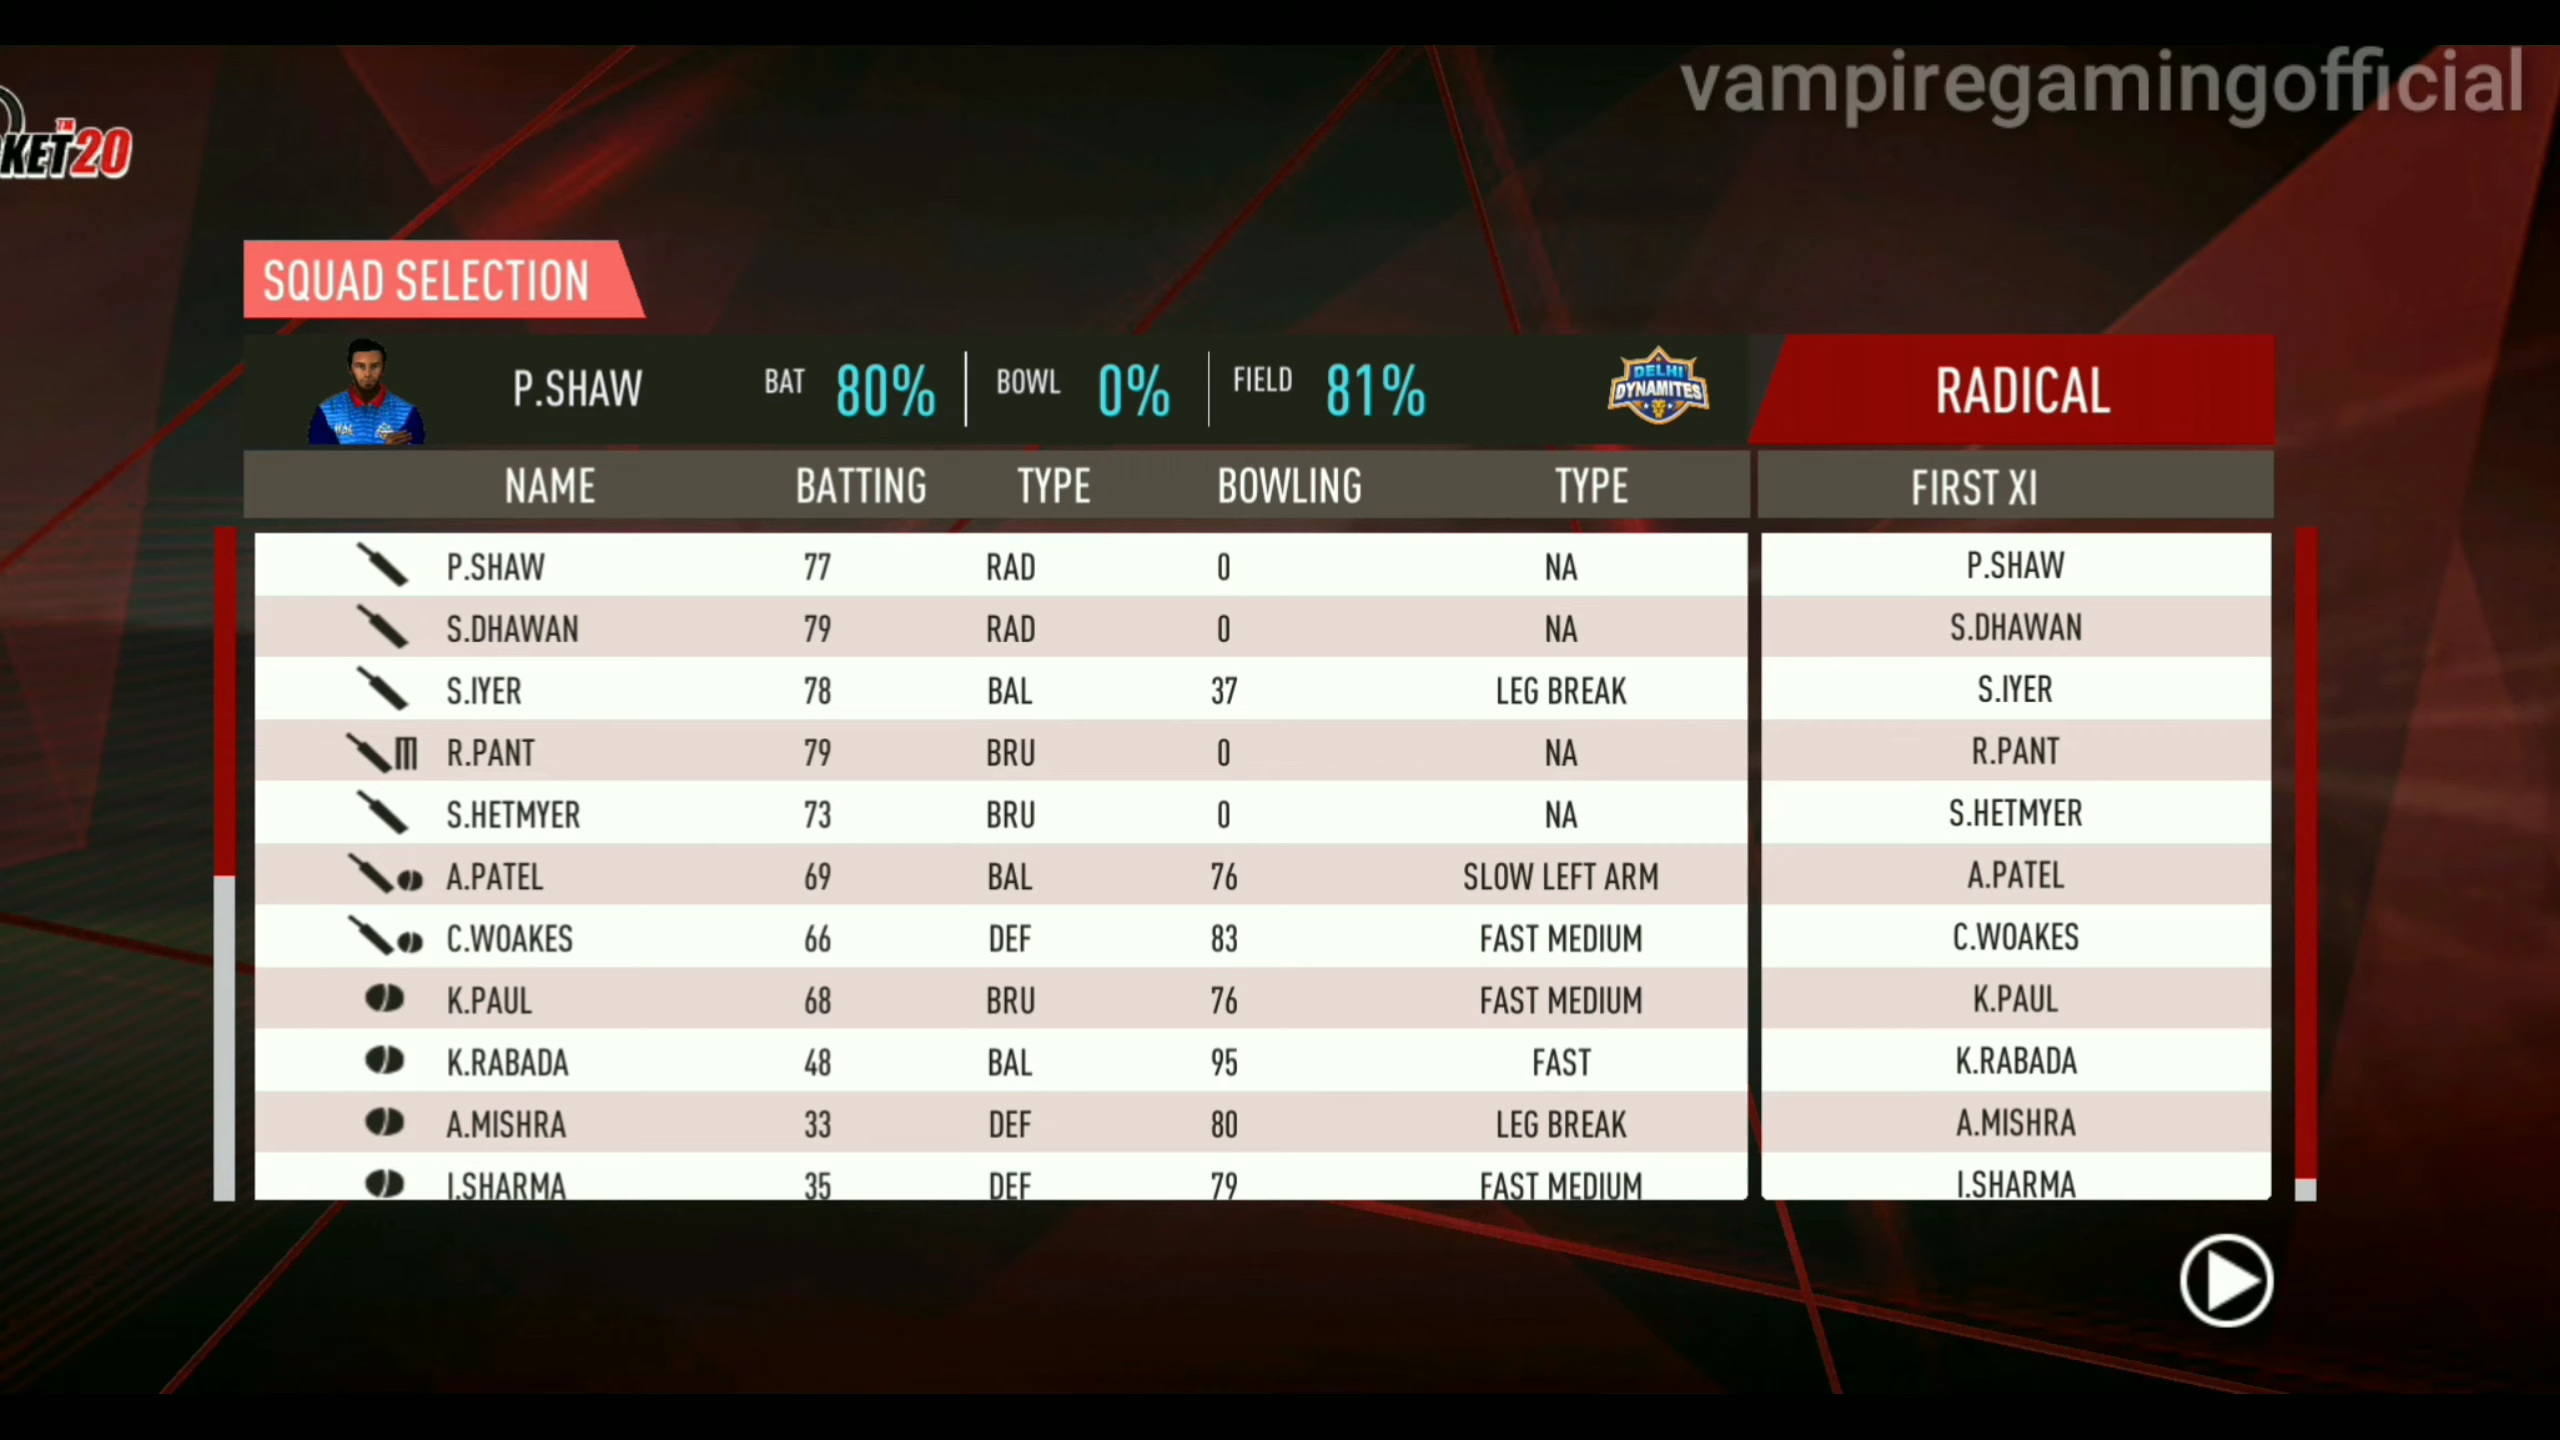 vampiregamingofficial
KET20
TM
SQUAD SELECTION
P.SHAW BAT 80% BOWL 0% FIELD 81% DELHI DYNAMITES RADICAL
NAME BATTING TYPE BOWLING TYPE FIRST XI
P.SHAW 77 RAD 0 NA P.SHAW
S.DHAWAN 79 RAD 0 NA S.DHAWAN
S.IYER 78 BAL 37 LEG BREAK S.IYER
R.PANT 79 BRU 0 NA R.PANT
S.HETMYER 73 BRU 0 NA S.HETMYER
A.PATEL 69 BAL 76 SLOW LEFT ARM A.PATEL
C.WOAKES 66 DEF 83 FAST MEDIUM C.WOAKES
K.PAUL 68 BRU 76 FAST MEDIUM K.PAUL
K.RABADA 48 BAL 95 FAST K.RABADA
A.MISHRA 33 DEF 80 LEG BREAK A.MISHRA
I.SHARMA 35 DEF 79 FAST MEDIUM I.SHARMA